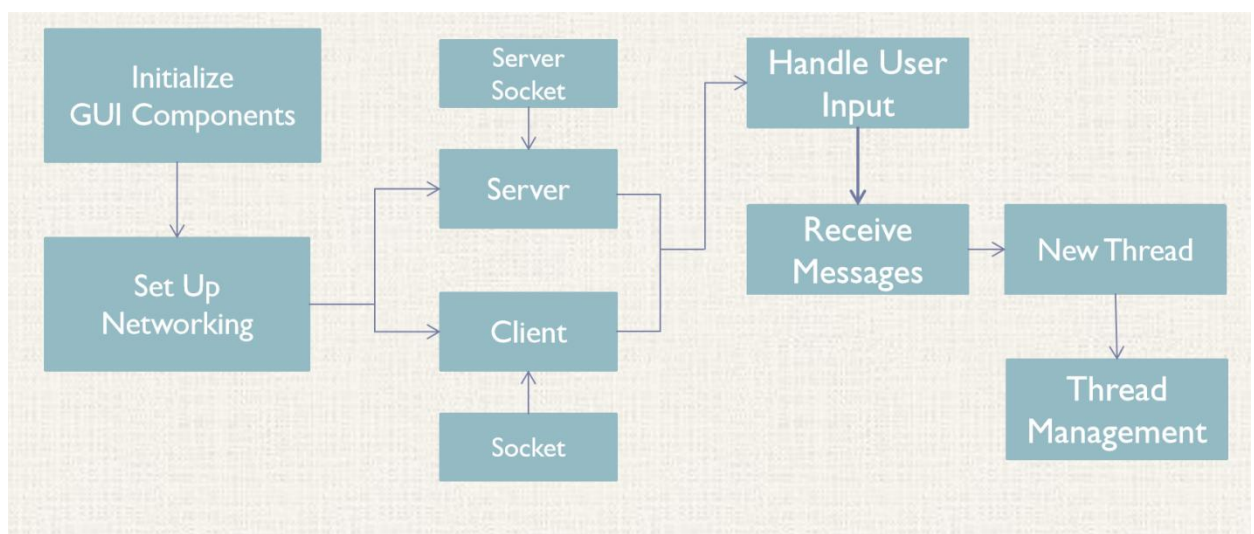 Initialize
GUI Components
Set Up
Networking
Server
Socket
Server
Client
Socket
Handle User
Input
Receive
Messages
New Thread
Thread
Management